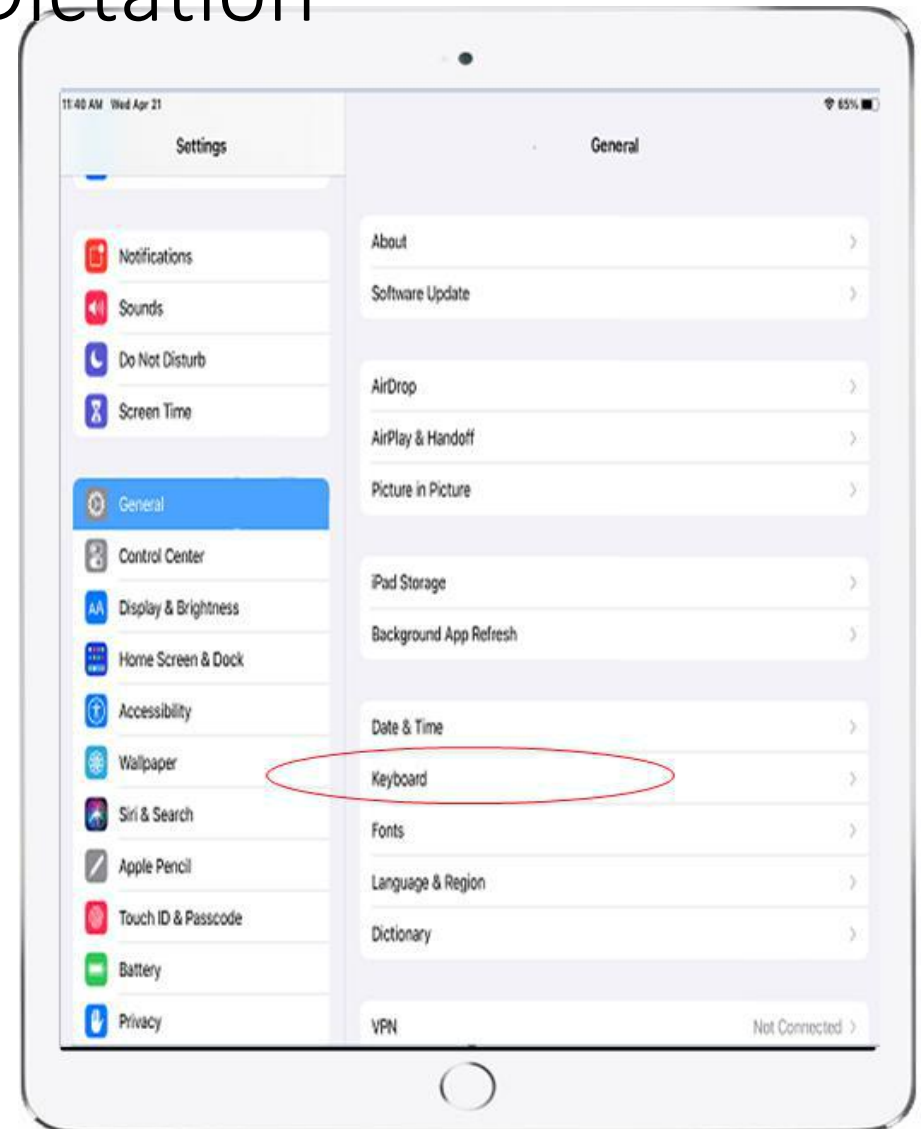 Dictation
11:40 AM Wed Apr 21
65%
Settings
General
Notifications
Sounds
Do Not Disturb
Screen Time
General
Control Center
Display & Brightness
Home Screen & Dock
Accessibility
Wallpaper
Siri & Search
Apple Pencil
Touch ID & Passcode
Battery
Privacy
About
Software Update
AirDrop
AirPlay & Handoff
Picture in Picture
iPad Storage
Background App Refresh
Date & Time
Keyboard
Fonts
Language & Region
Dictionary
VPN Not Connected